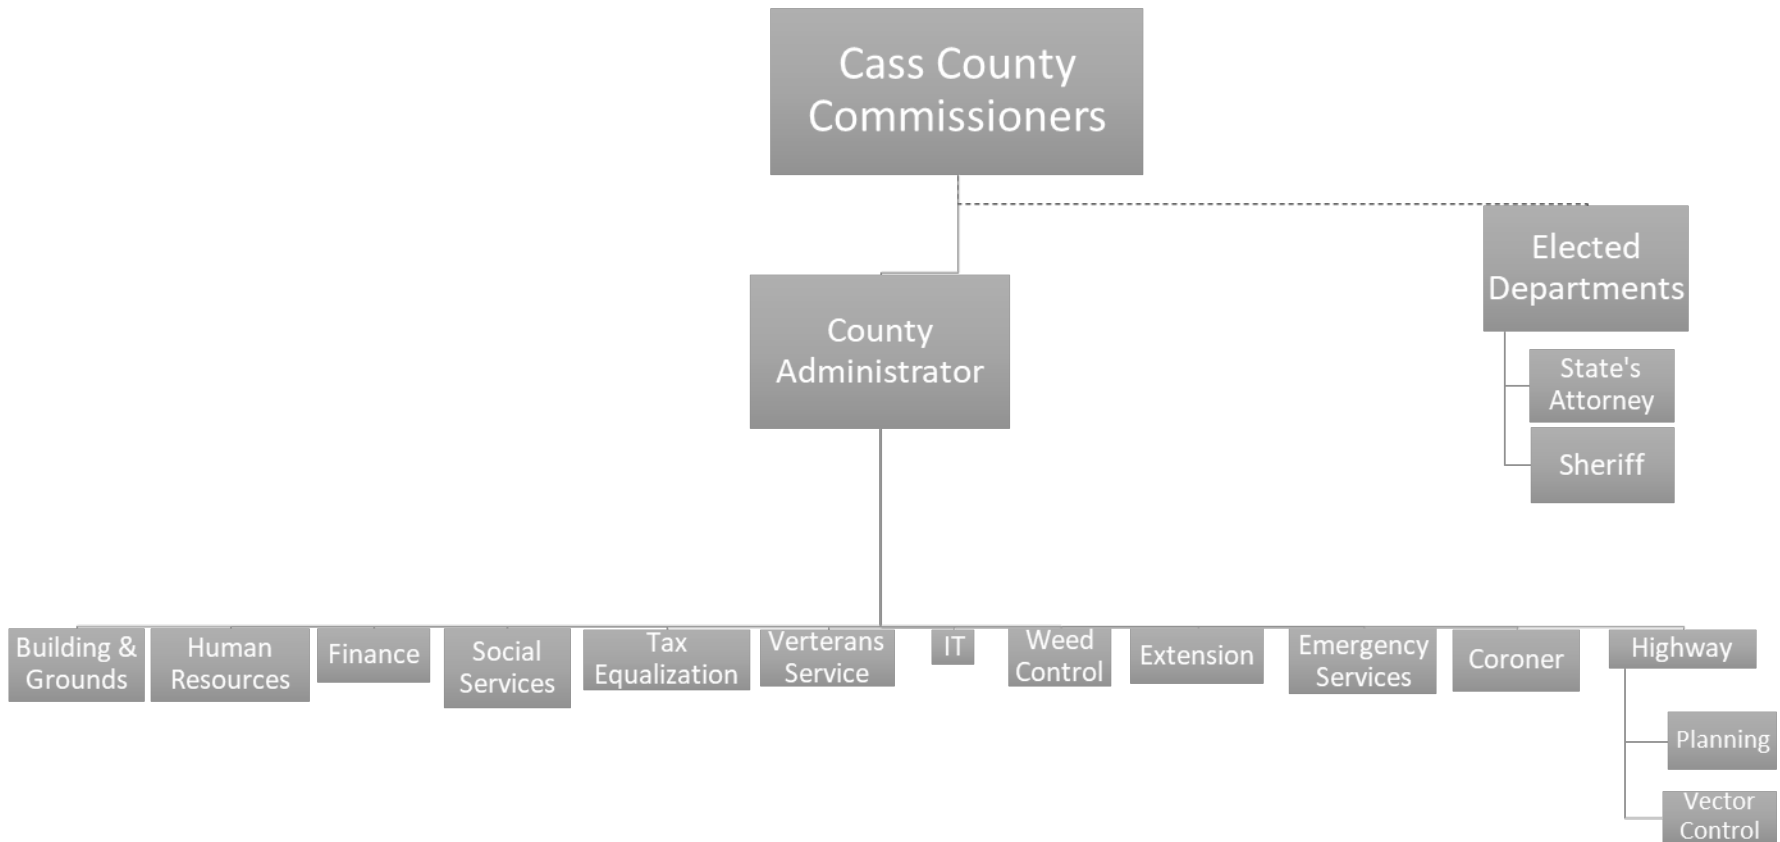 Cass County
Commissioners
Elected
Departments
County
Administrator
State's
Attorney
Sheriff
Building &
Grounds
Human
Resources
Finance
Social
Services
Tax
Equalization
Verterans
Service
IT
Weed
Control
Extension
Emergency
Services
Coroner
Highway
Planning
Vector
Control